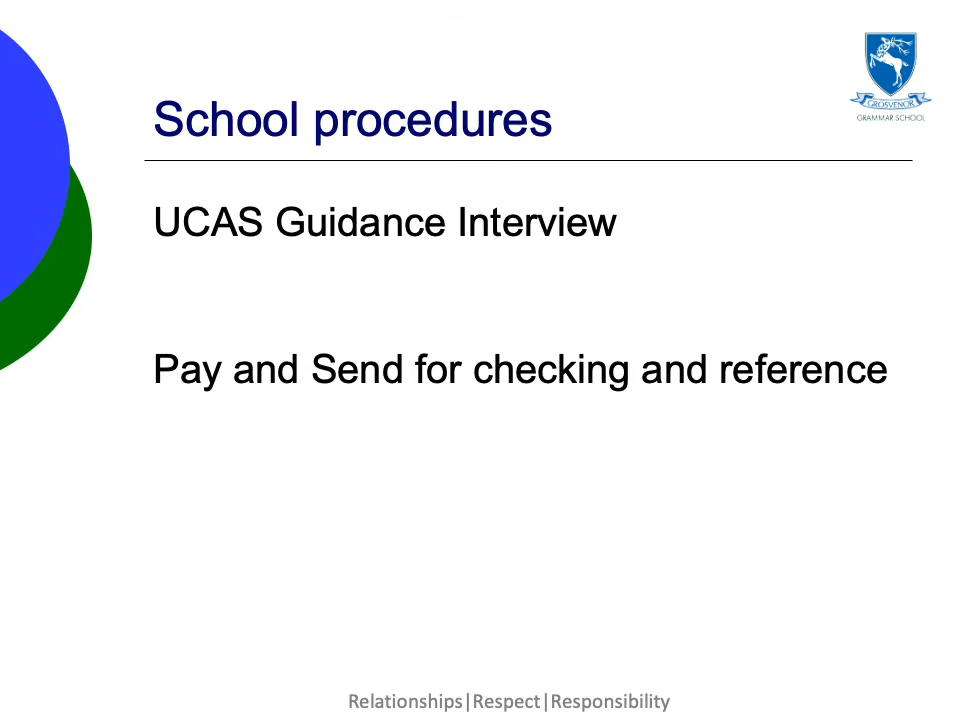 GROSVENOR
GRAMMAR SCHOOL
School procedures
UCAS Guidance Interview
Pay and Send for checking and reference
Relationships|Respect|Responsibility